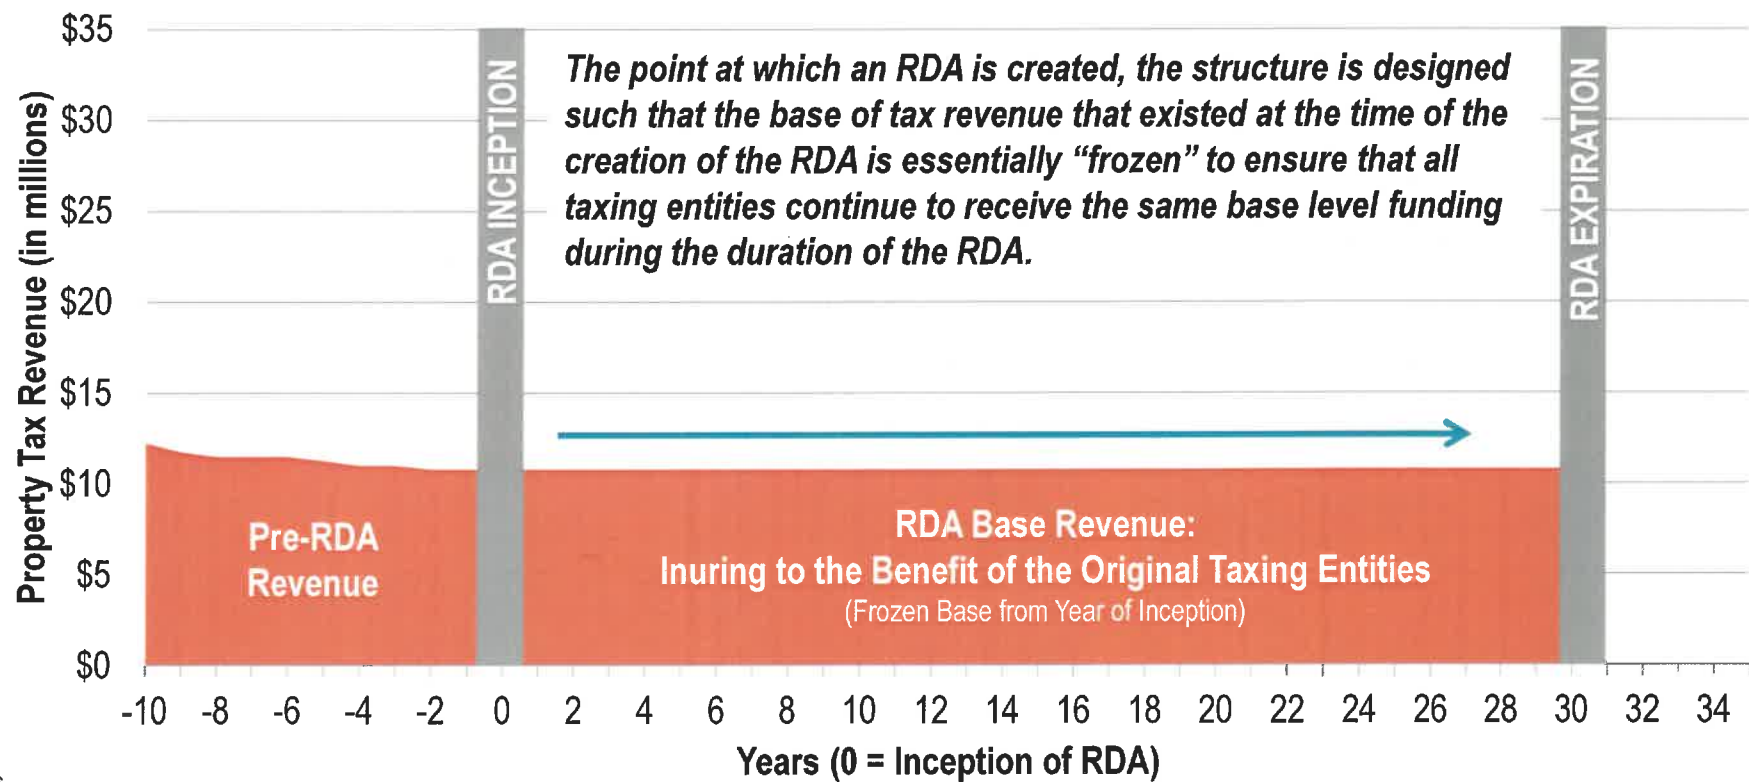 $35
$30
$25
$20
$15
$10
$5
$0
Property Tax Revenue (in millions)
RDA INCEPTION
The point at which an RDA is created, the structure is designed
such that the base of tax revenue that existed at the time of the
creation of the RDA is essentially “frozen” to ensure that all
taxing entities continue to receive the same base level funding
during the duration of the RDA.
RDA EXPIRATION
Pre-RDA
Revenue
RDA Base Revenue:
Inuring to the Benefit of the Original Taxing Entities
(Frozen Base from Year of Inception)
-10 -8 -6 -4 -2 0 2 4 6 8 10 12 14 16 18 20 22 24 26 28 30 32 34
Years (0 = Inception of RDA)